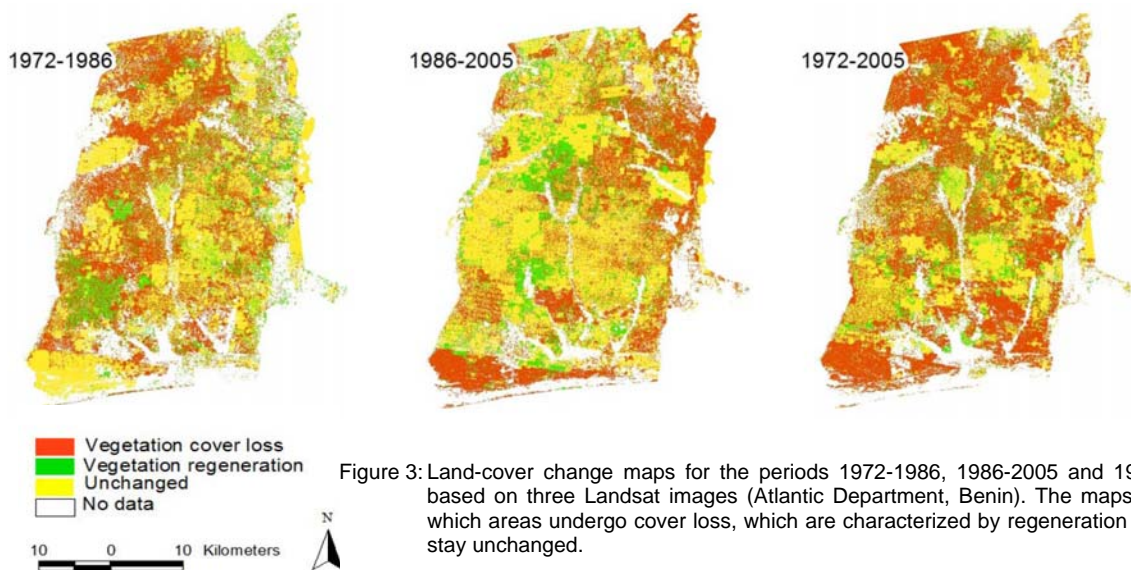 1972-1986
1986-2005
1972-2005
Vegetation cover loss
Vegetation regeneration
Unchanged
No data
10 0 10 Kilometers
N
Figure 3: Land-cover change maps for the periods 1972-1986, 1986-2005 and 19
based on three Landsat images (Atlantic Department, Benin). The maps
which areas undergo cover loss, which are characterized by regeneration
stay unchanged.